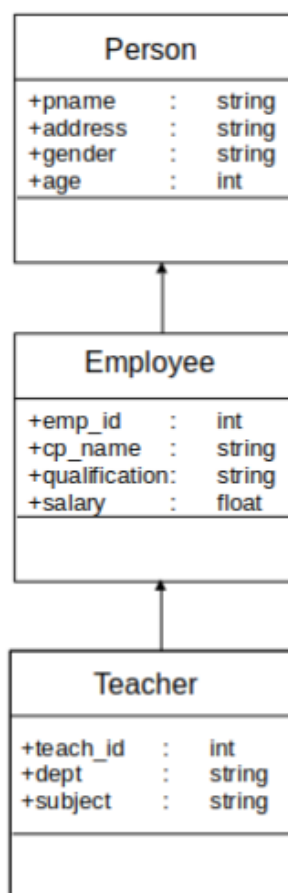 Person
+pname : string
+address : string
+gender : string
+age : int
Employee
+emp_id : int
+cp_name : string
+qualification: string
+salary : float
Teacher
+teach_id : int
+dept : string
+subject : string